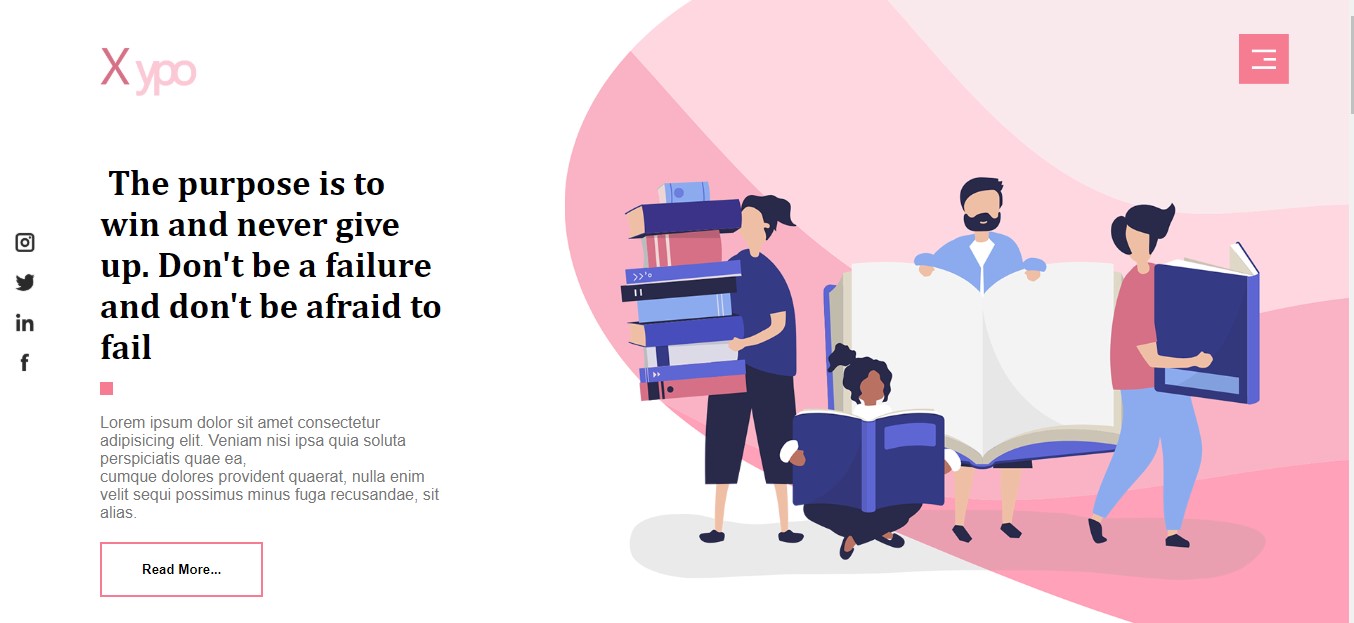 X ypo
The purpose is to
win and never give
up. Don't be a failure
and don't be afraid to
fail
Lorem ipsum dolor sit amet consectetur
adipisicing elit. Veniam nisi ipsa quia soluta
perspiciatis quae ea,
cumque dolores provident quaerat, nulla enim
velit sequi possimus minus fuga recusandae, sit
alias.
Read More...